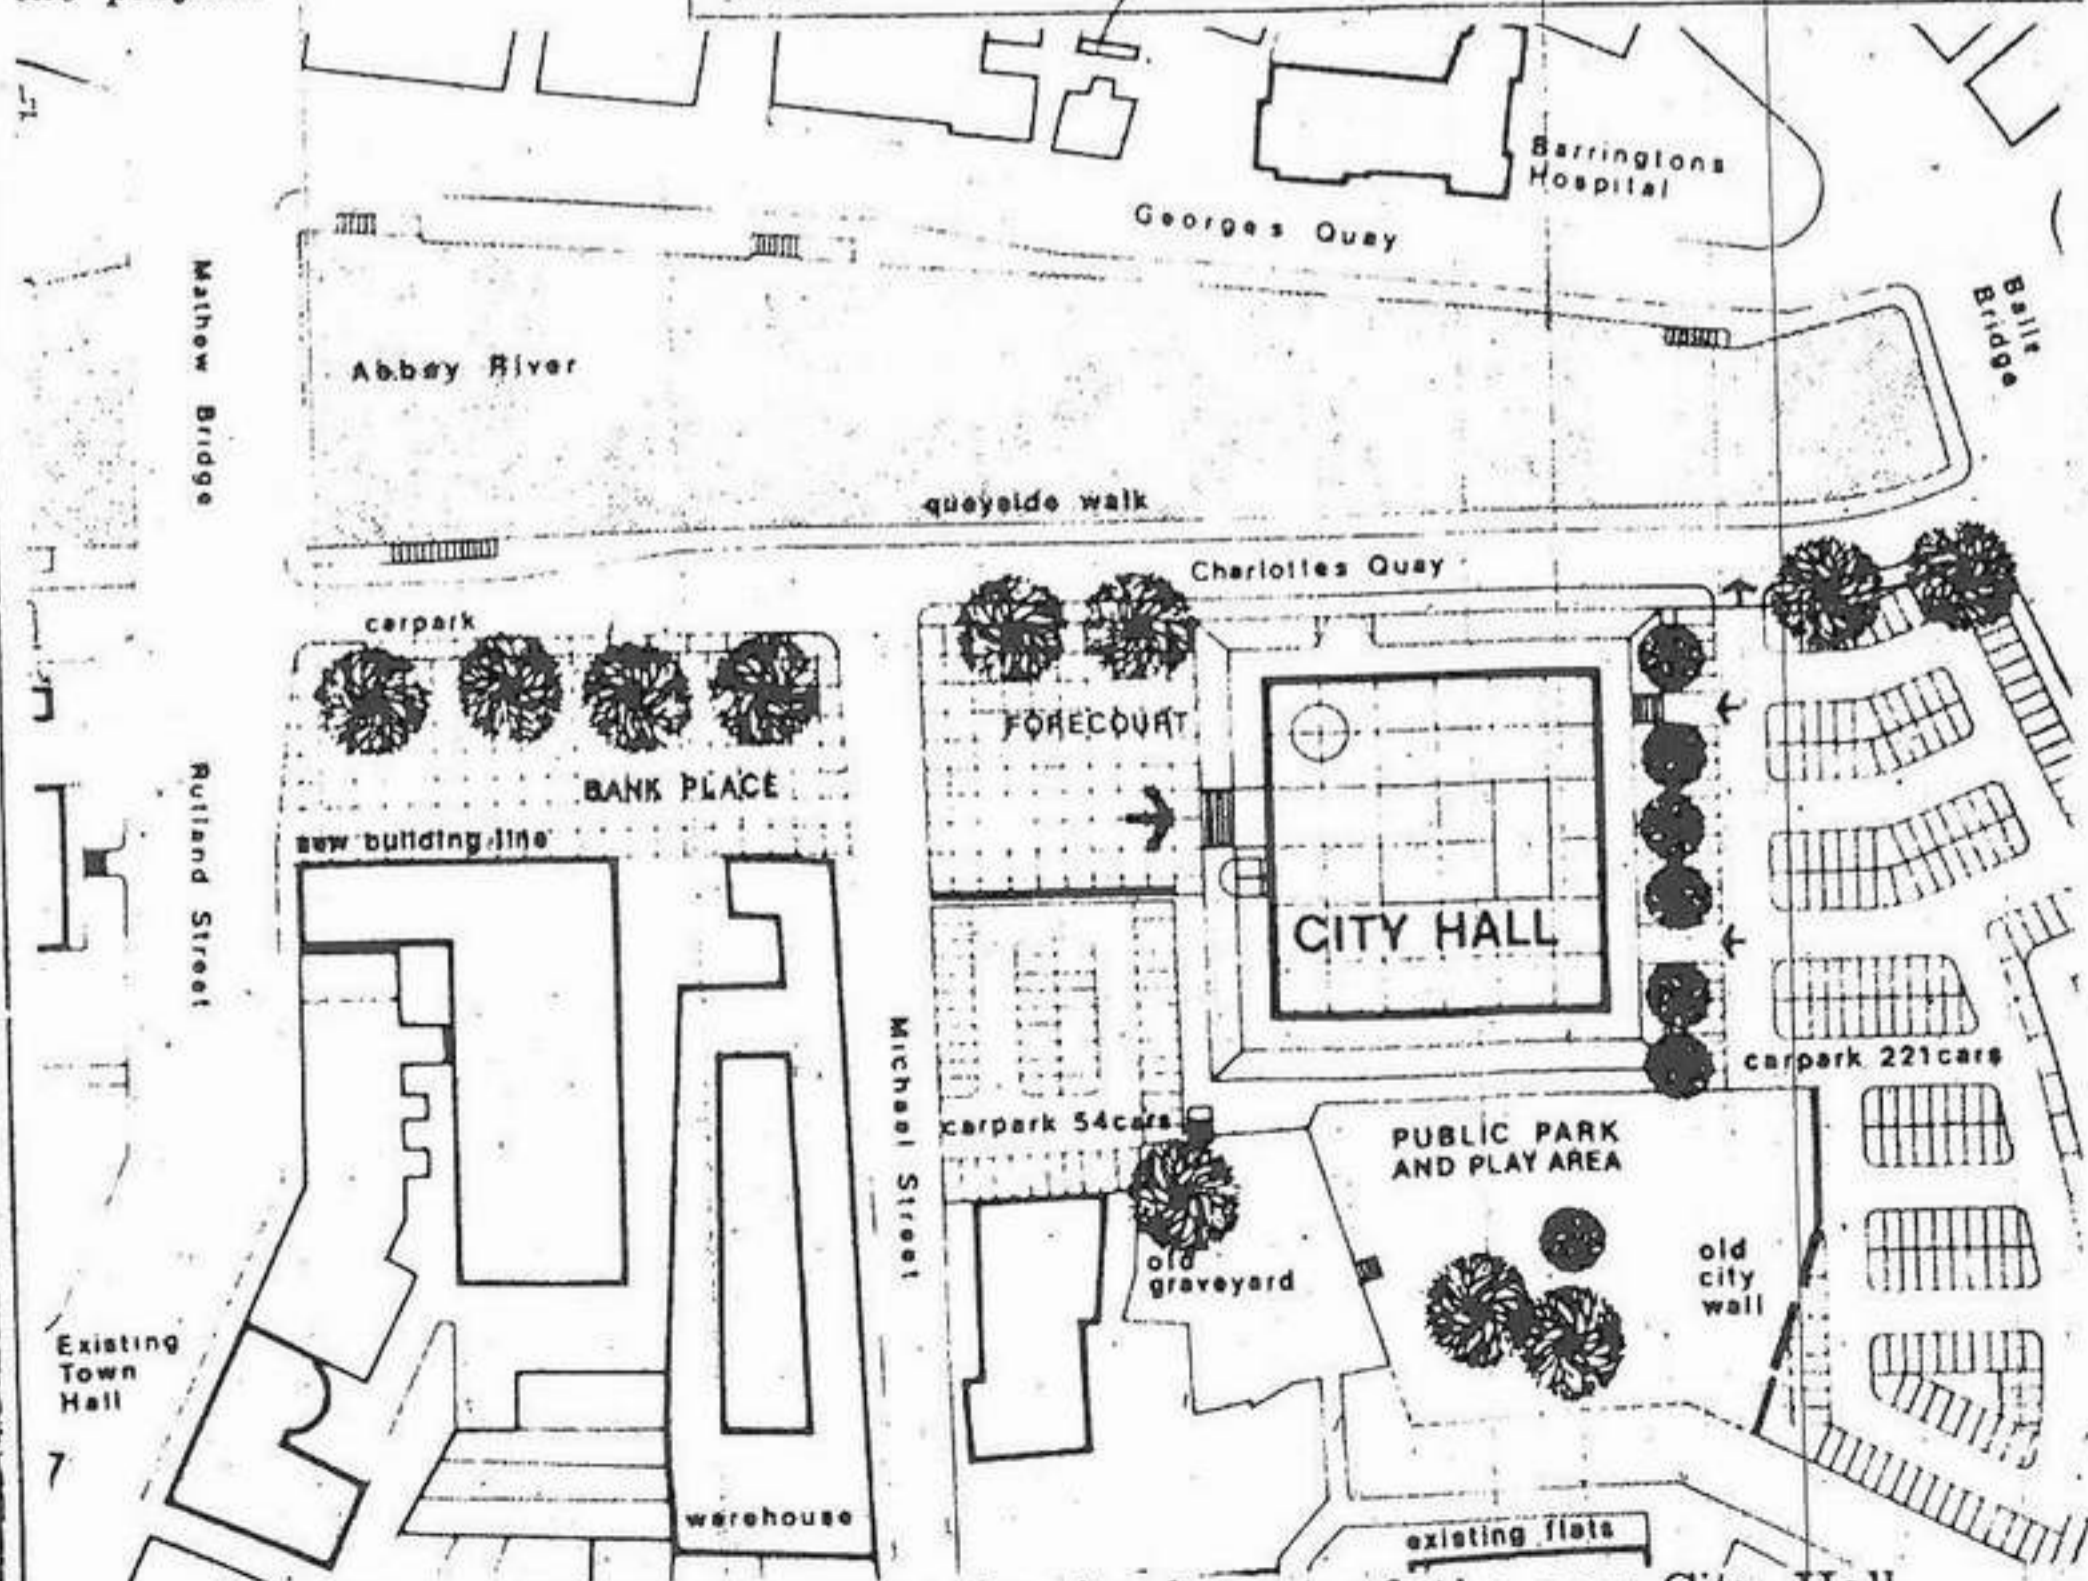 Barringtons
Hospital
Georges Quay
Mathew Bridge
Balls
Bridge
Abbey River
quayside walk
Charlottes Quay
carpark
FORECOURT
BANK PLACE
new building line
Rutland Street
CITY HALL
Michael Street
carpark 221cars
carpark 54cars
PUBLIC PARK
AND PLAY AREA
old
graveyard
old
city
wall
Existing
Town
Hall
7
warehouse
existing flats
City Hall